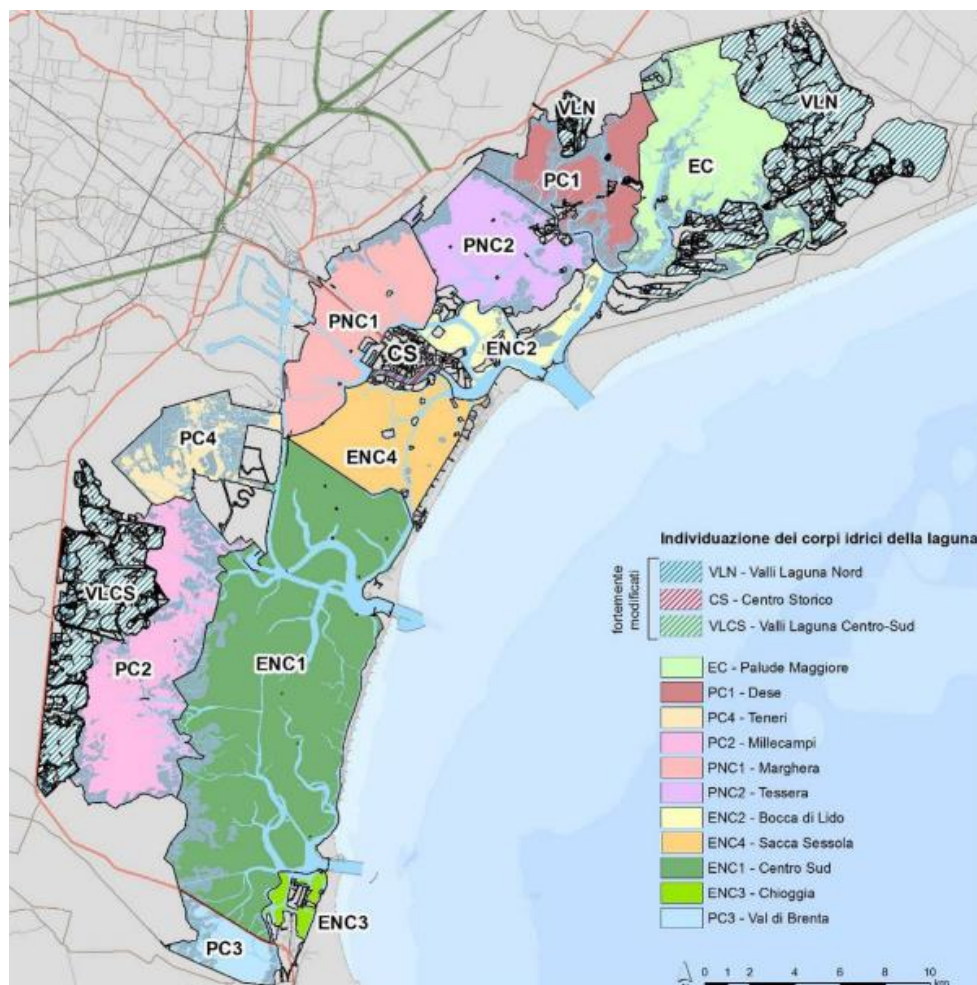 VLN
VLN
PC1
EC
PNC2
PNC1
CS
ENC2
PC4
ENC4
VLCS
PC2
ENC1
ENC3
PC3
Individuazione dei corpi idrici della laguna
fortemente
modificati
VLN - Valli Laguna Nord
CS - Centro Storico
VLCS - Valli Laguna Centro-Sud
EC - Palude Maggiore
PC1 - Dese
PC4 - Teneri
PC2 - Millecampi
PNC1 - Marghera
PNC2 - Tessera
ENC2 - Bocca di Lido
ENC4 - Sacca Sessola
ENC1 - Centro Sud
ENC3 - Chioggia
PC3 - Val di Brenta
0 1 2 4 6 8 10
km